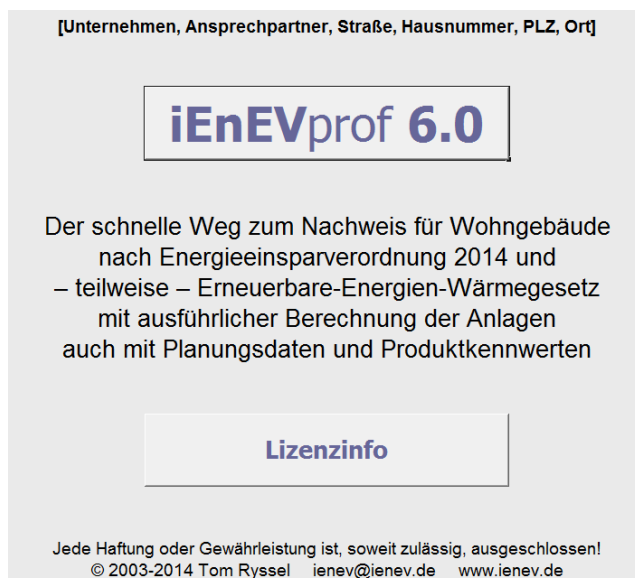 [Unternehmen, Ansprechpartner, Straße, Hausnummer, PLZ, Ort]
iEnEVprof 6.0
Der schnelle Weg zum Nachweis für Wohngebäude
nach Energieeinsparverordnung 2014 und
– teilweise – Erneuerbare-Energien-Wärmegesetz
mit ausführlicher Berechnung der Anlagen
auch mit Planungsdaten und Produktkennwerten
Lizenzinfo
Jede Haftung oder Gewährleistung ist, soweit zulässig, ausgeschlossen!
© 2003-2014 Tom Ryssel ienev@ienev.de www.ienev.de